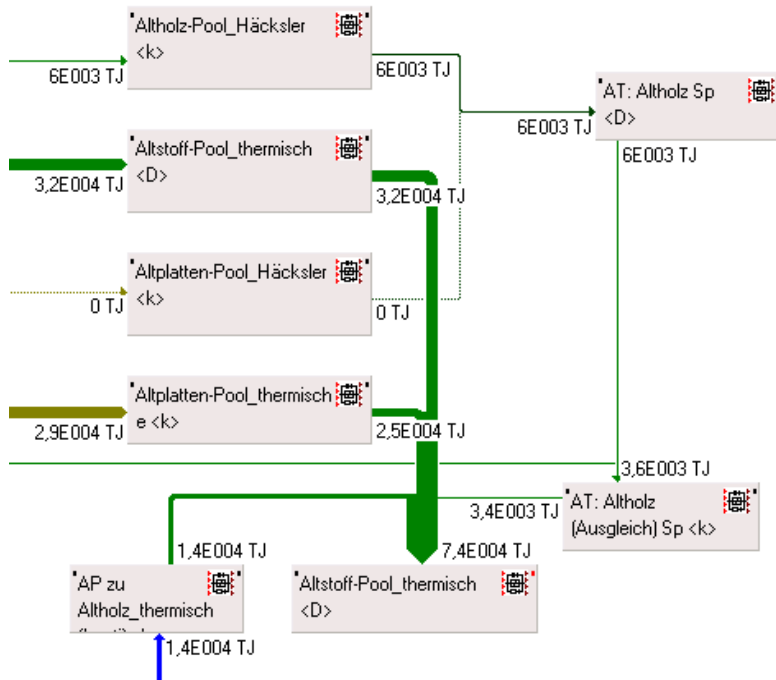 Altholz-Pool_Häcksler
<k>
6E003 TJ
6E003 TJ
AT: Altholz Sp
<D>
6E003 TJ
6E003 TJ
Altstoff-Pool_thermisch
<D>
3,2E004 TJ
3,2E004 TJ
Altplatten-Pool_Häcksler
<k>
0 TJ
0 TJ
Altplatten-Pool_thermisch
e <k>
2,9E004 TJ
2,5E004 TJ
3,6E003 TJ
AT: Altholz
(Ausgleich) Sp <k>
3,4E003 TJ
1,4E004 TJ
7,4E004 TJ
AP zu
Altholz_thermisch
Altstoff-Pool_thermisch
<D>
1,4E004 TJ